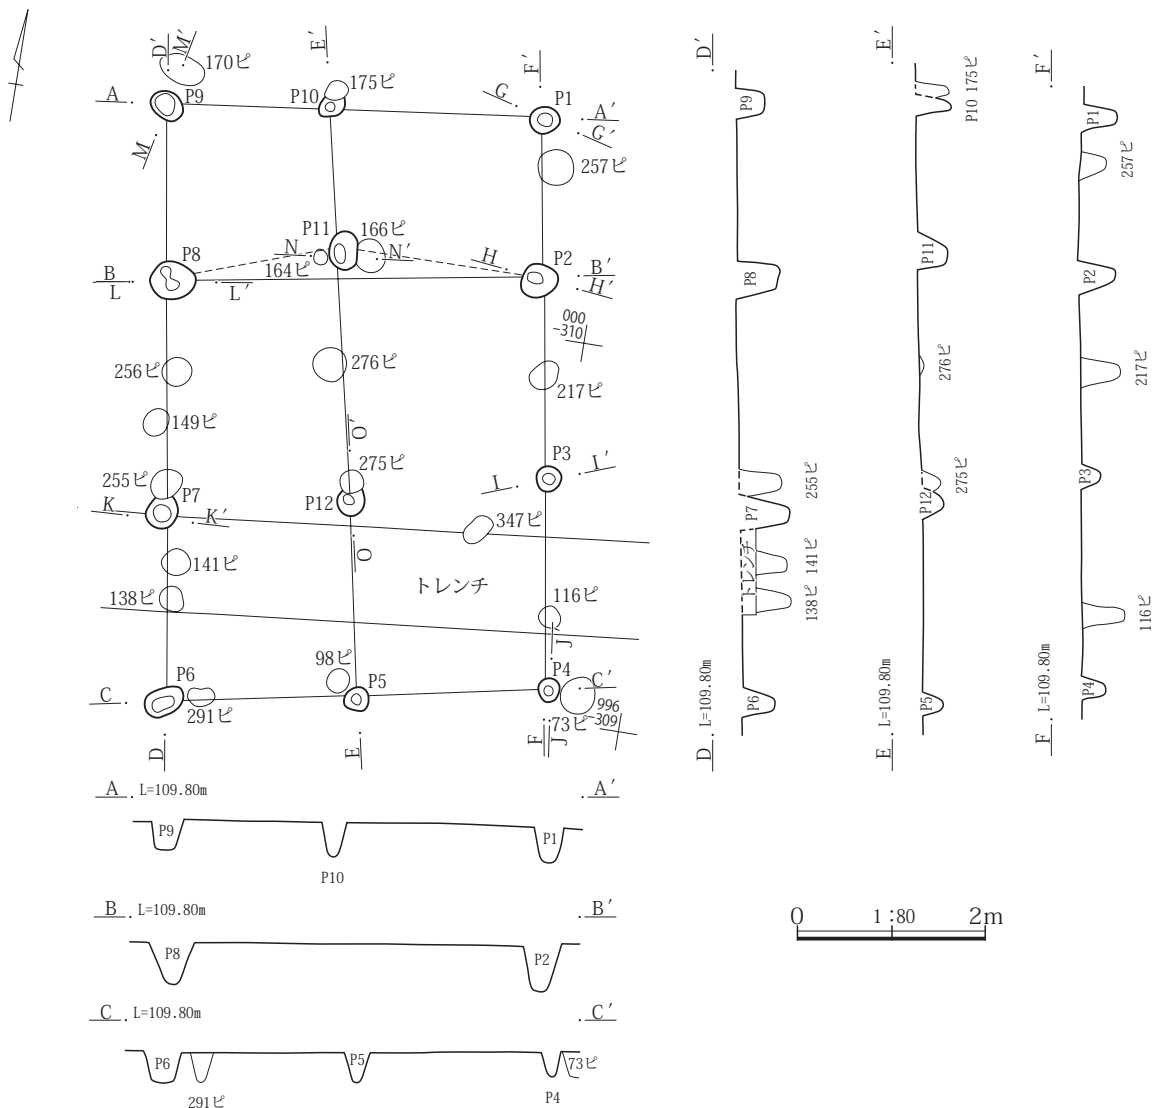 D′
M′
170ピ
E′
F′
A
P9
P10
175ピ
G
P1
A′
G′
M
257ピ
P11
166ピ
N
N′
H
P8
164ピ
P2
B
B′
L
L′
H′
000
-310
256ピ
276ピ
217ピ
149ピ
O′
255ピ
275ピ
P3
I
I′
K
P7
K′
P12
347ピ
O
141ピ
トレンチ
138ピ
116ピ
J
98ピ
P6
P5
P4
C
C′
291ピ
996
-309
73ピ
D
E
F
J
D′
P9
P8
255ピ
P7
トレンチ
141ピ
138ピ
P6
D L=109.80m
E′
P10 175ピ
P11
276ピ
275ピ
P12
P5
E L=109.80m
F′
P1
257ピ
P2
217ピ
P3
116ピ
P4
F L=109.80m
A L=109.80m A′
P9
P10
P1
B L=109.80m B′
P8
P2
C L=109.80m C′
P6
291ピ
P5
P4
73ピ
0 1:80 2m